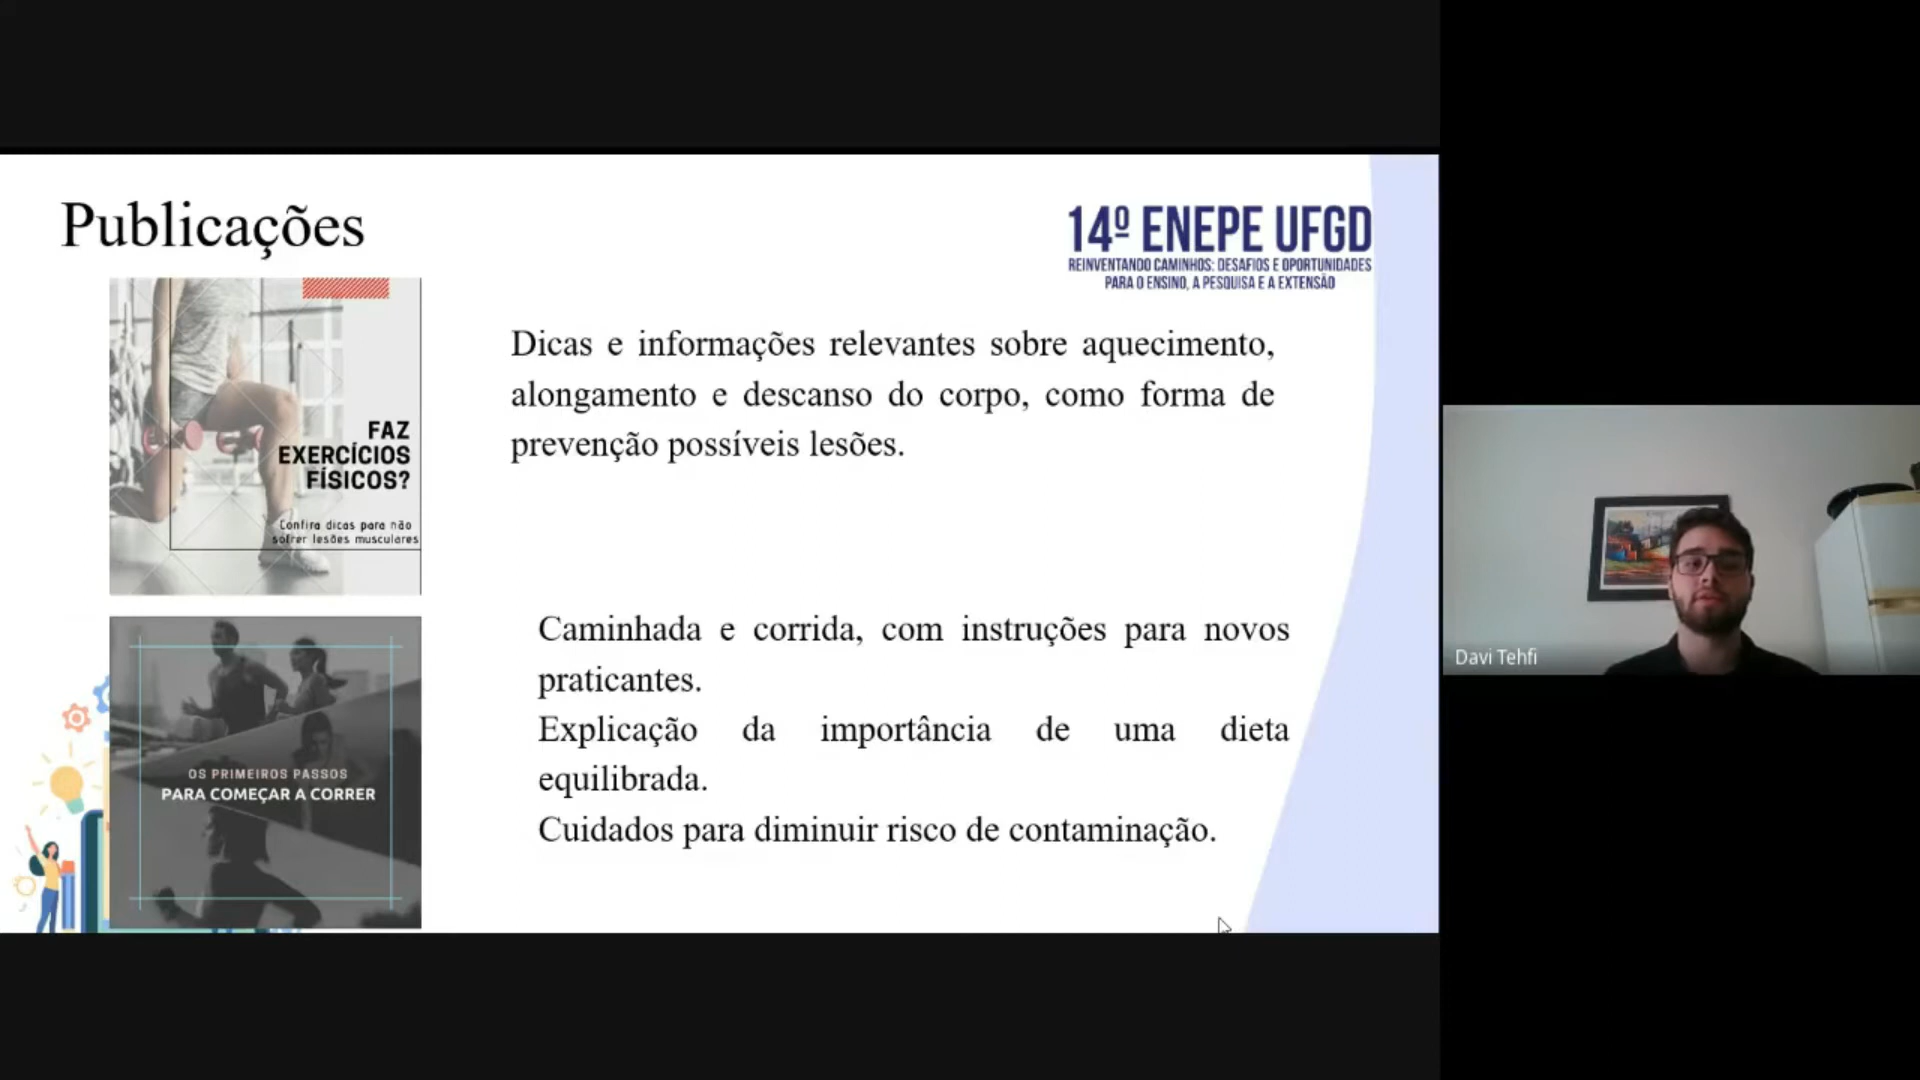 Publicações
14º ENEPE UFGD
REINVENTANDO CAMINHOS: DESAFIOS E OPORTUNIDADES
PARA O ENSINO, A PESQUISA E A EXTENSÃO
FAZ
EXERCÍCIOS
FÍSICOS?
Confira dicas para não
sofrer lesões musculares
Dicas e informações relevantes sobre aquecimento,
alongamento e descanso do corpo, como forma de
prevenção possíveis lesões.
OS PRIMEIROS PASSOS
PARA COMEÇAR A CORRER
Caminhada e corrida, com instruções para novos
praticantes.
Explicação da importância de uma dieta
equilibrada.
Cuidados para diminuir risco de contaminação.
Davi Tehfi